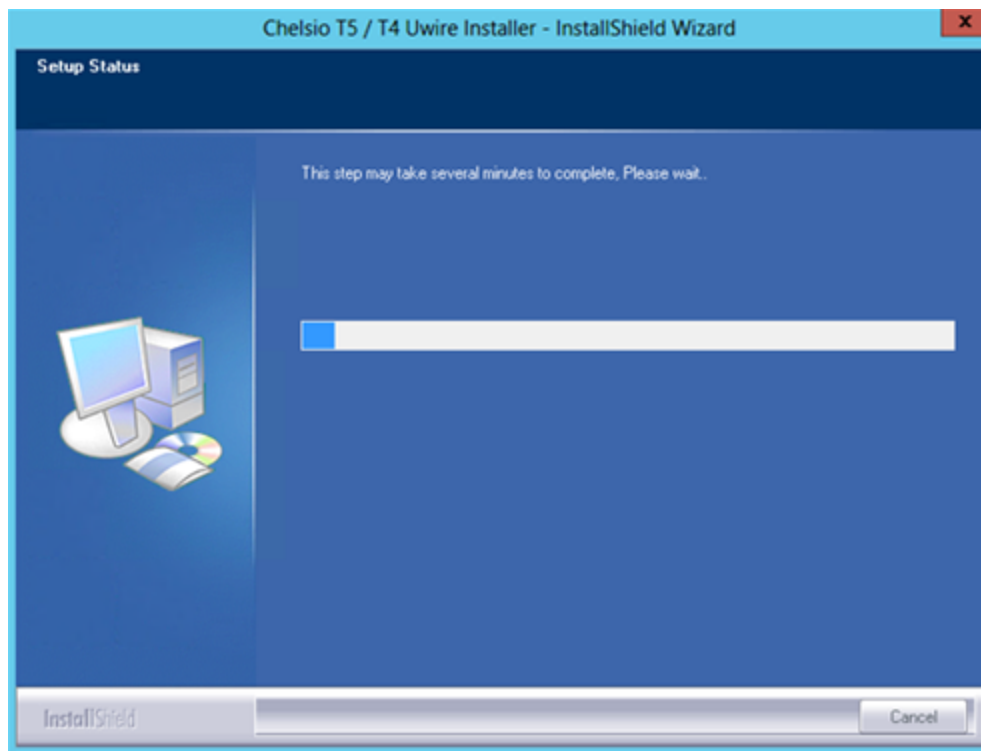 Chelsio T5 / T4 Uwire Installer - InstallShield Wizard
Setup Status
This step may take several minutes to complete, Please wait..
InstallShield
Cancel